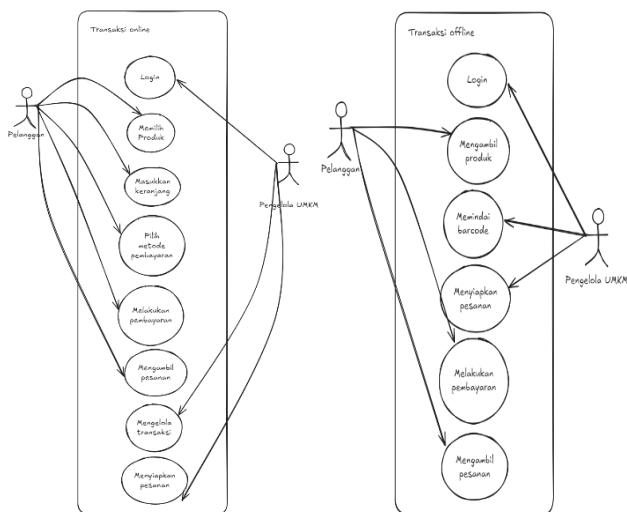 Transaksi online
Login
Memilih
Produk
Masukkan
keranjang
Pilih
metode
pembayaran
Melakukan
pembayaran
Mengambil
pesanan
Mengelola
transaksi
Menyiapkan
pesanan
Pelanggan
Pengelola UMKM
Transaksi offline
Login
Mengambil
produk
Memindai
barcode
Menyiapkan
pesanan
Melakukan
pembayaran
Mengambil
pesanan
Pelanggan
Pengelola UMKM